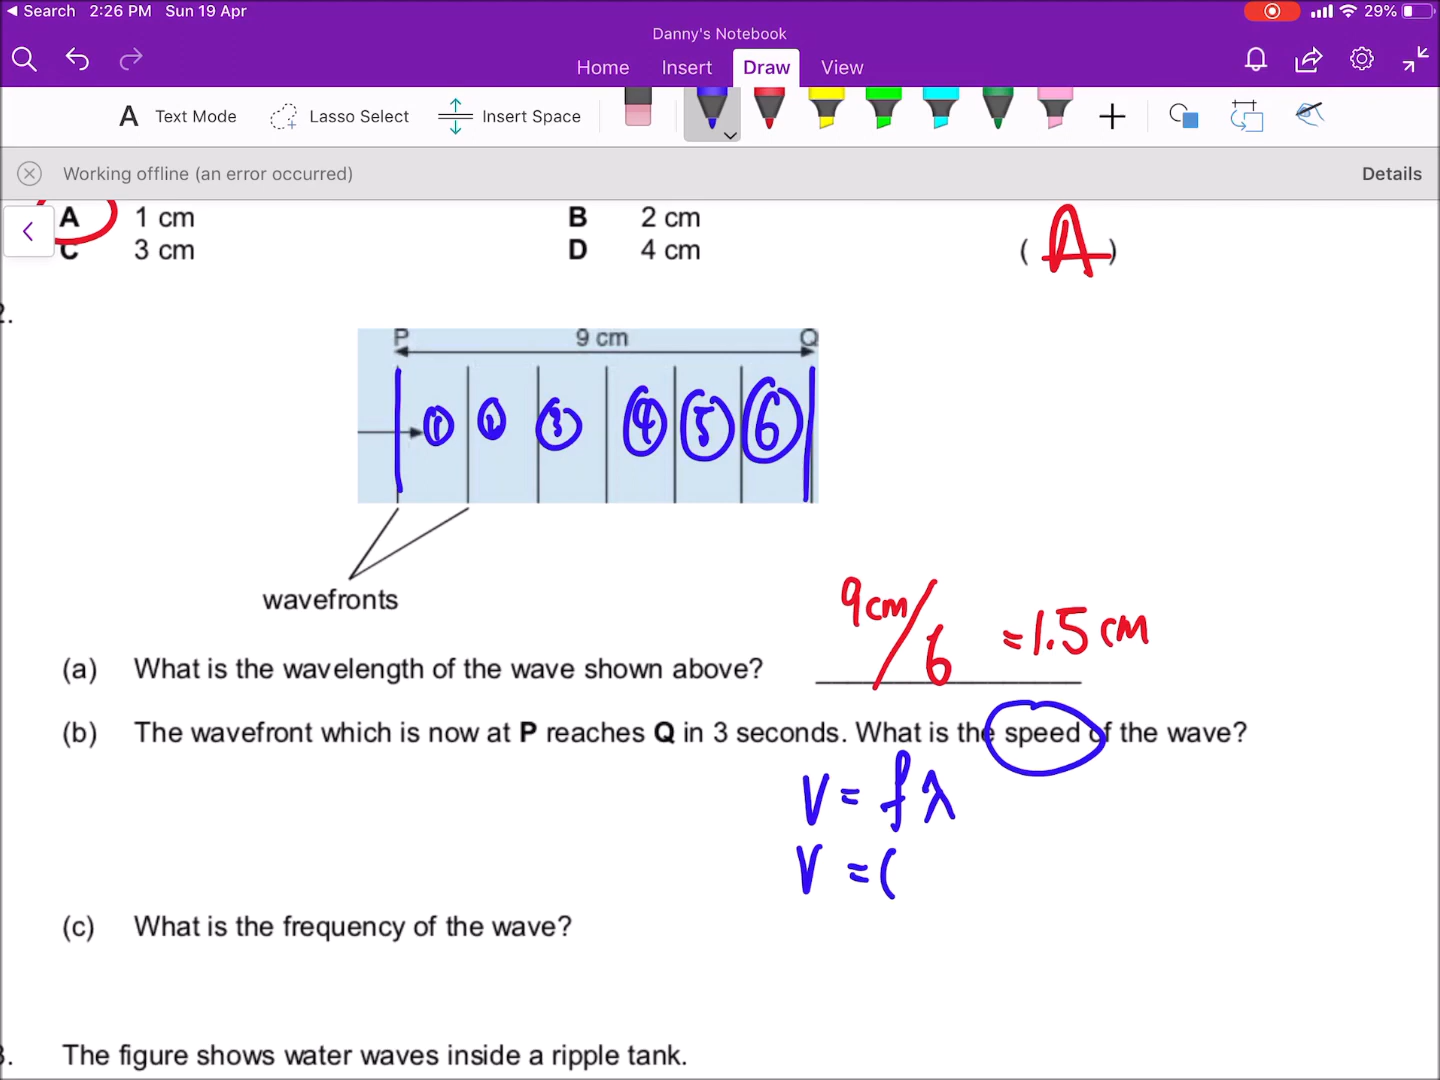 Search 2:26 PM Sun 19 Apr 29%
Danny's Notebook
Home Insert Draw View
A Text Mode Lasso Select Insert Space
Working offline (an error occurred) Details
A 1 cm B 2 cm
C 3 cm D 4 cm ( A )
2.
P 9 cm Q
1 2 3 4 5 6
wavefronts
9cm/6 = 1.5 cm
(a) What is the wavelength of the wave shown above?
(b) The wavefront which is now at P reaches Q in 3 seconds. What is the speed of the wave?
V = fλ
V = (
(c) What is the frequency of the wave?
3. The figure shows water waves inside a ripple tank.